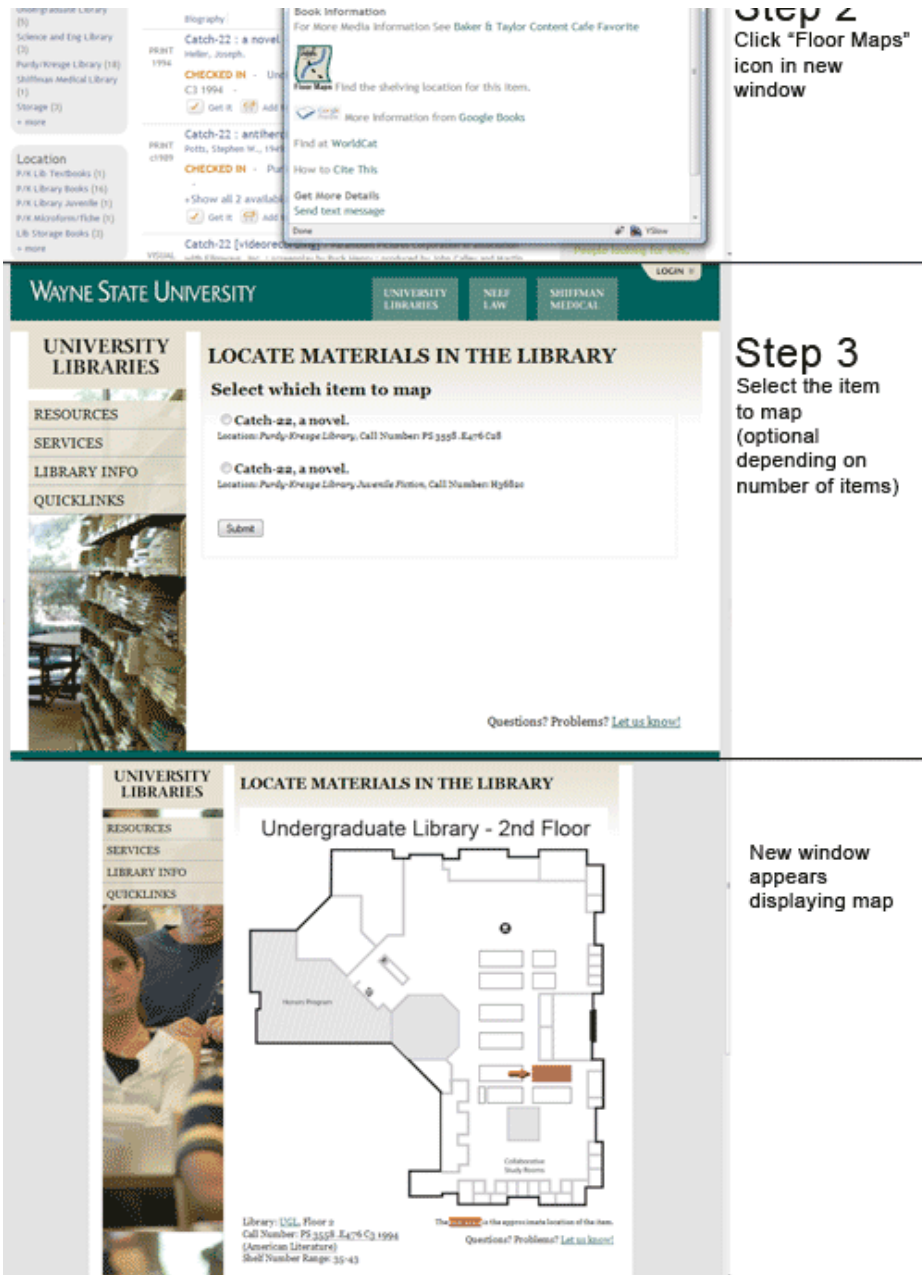 Step 2
Click “Floor Maps”
icon in new
window
Undergraduate Library
(5)
Science and Eng Library
(3)
Purdy/Kresge Library (18)
Shiffman Medical Library
(1)
Storage (3)
+ more
Location
P/K Lib Textbooks (1)
P/K Library Books (16)
P/K Library Juvenile (1)
P/K Microform/Fiche (1)
Lib Storage Books (3)
+ more
Biography
PRINT
1994
Catch-22 : a novel
Heller, Joseph.
CHECKED IN -
C3 1994 -
Get it
PRINT
c1989
Catch-22 :
Potts, Stephen W.,
CHECKED IN -
+Show all 2
Get it
VISUAL
Catch-22 [videorecording]
Book Information
For More Media Information See Baker & Taylor Content Cafe Favorite
Floor Maps Find the shelving location for this item.
More Information from Google Books
Find at WorldCat
How to Cite This
Get More Details
Send text message
Done
YSlow
LOGIN
WAYNE STATE UNIVERSITY
UNIVERSITY
LIBRARIES
NEEF
LAW
SHIFFMAN
MEDICAL
UNIVERSITY
LIBRARIES
RESOURCES
SERVICES
LIBRARY INFO
QUICKLINKS
LOCATE MATERIALS IN THE LIBRARY
Select which item to map
Catch-22, a novel.
Location: Purdy-Kresge Library, Call Number: PS 3558 .E476 C28
Catch-22, a novel.
Location: Purdy-Kresge Library Juvenile Fiction, Call Number: H36820
Submit
Questions? Problems? Let us know!
Step 3
Select the item
to map
(optional
depending on
number of items)
UNIVERSITY
LIBRARIES
RESOURCES
SERVICES
LIBRARY INFO
QUICKLINKS
LOCATE MATERIALS IN THE LIBRARY
Undergraduate Library - 2nd Floor
Honors Program
Collaborative
Study Rooms
Library: UGL, Floor 2
Call Number: PS 3558 .E476 C3 1994
(American Literature)
Shelf Number Range: 35-43
The is the approximate location of the item.
Questions? Problems? Let us know!
New window
appears
displaying map